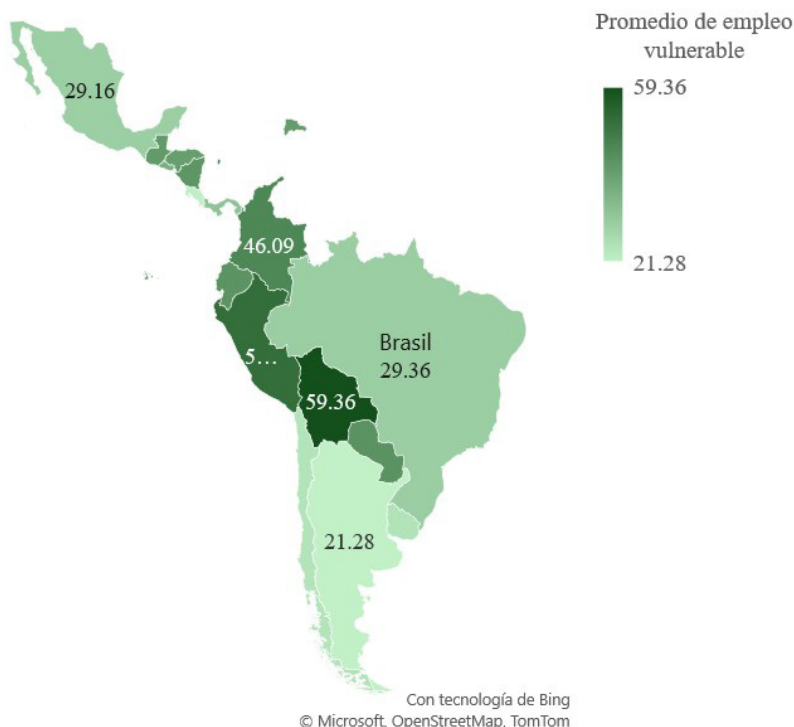 Promedio de empleo
vulnerable
59.36
21.28
29.16
46.09
Brasil
29.36
5...
59.36
21.28
Con tecnología de Bing
© Microsoft, OpenStreetMap, TomTom